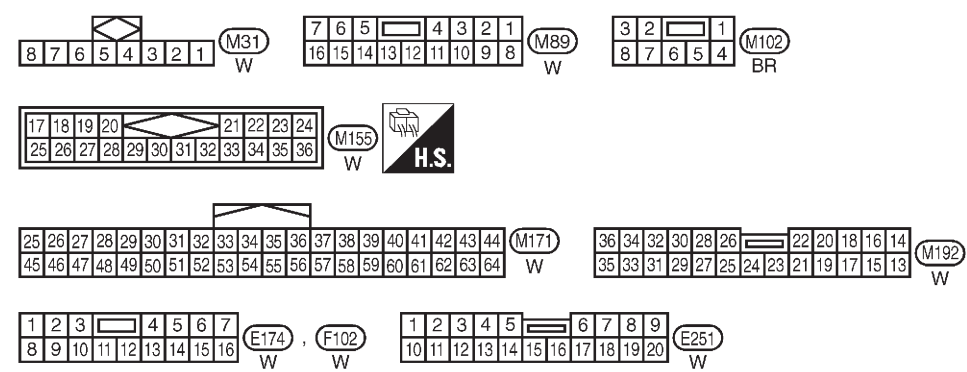 8 7 6 5 4 3 2 1 M31 W
7 6 5 4 3 2 1 M89
16 15 14 13 12 11 10 9 8 W
3 2 1 M102
8 7 6 5 4 BR
17 18 19 20 21 22 23 24 M155
25 26 27 28 29 30 31 32 33 34 35 36 W
H.S.
25 26 27 28 29 30 31 32 33 34 35 36 37 38 39 40 41 42 43 44 M171
45 46 47 48 49 50 51 52 53 54 55 56 57 58 59 60 61 62 63 64 W
36 34 32 30 28 26 22 20 18 16 14 M192
35 33 31 29 27 25 24 23 21 19 17 15 13 W
1 2 3 4 5 6 7 E174 , F102
8 9 10 11 12 13 14 15 16 W W
1 2 3 4 5 6 7 8 9 E251
10 11 12 13 14 15 16 17 18 19 20 W